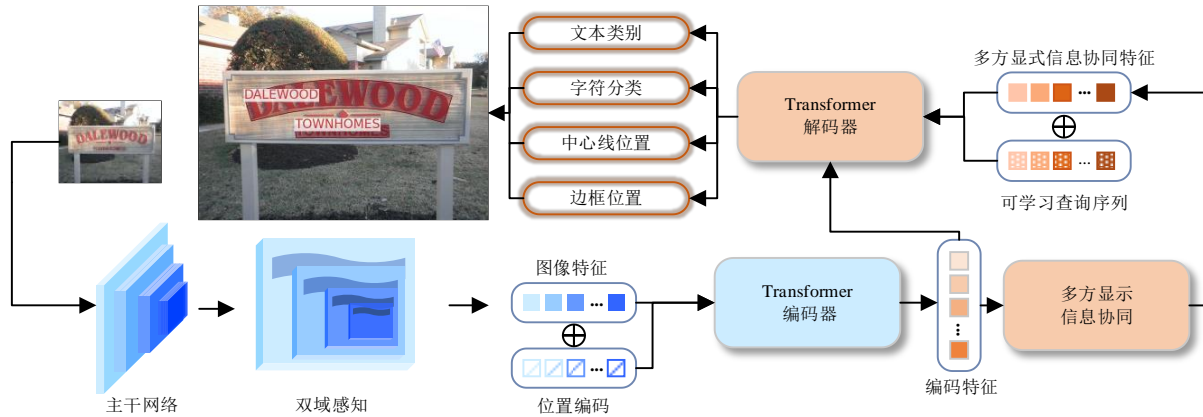 DALEWOOD
TOWNHOMES
DALEWOOD
DALEWOOD
TOWNHOMES
TOWNHOMES
文本类别
字符分类
中心线位置
边框位置
Transformer
解码器
多方显式信息协同特征
...
...
可学习查询序列
主干网络
双域感知
图像特征
...
...
位置编码
Transformer
编码器
编码特征
多方显示
信息协同